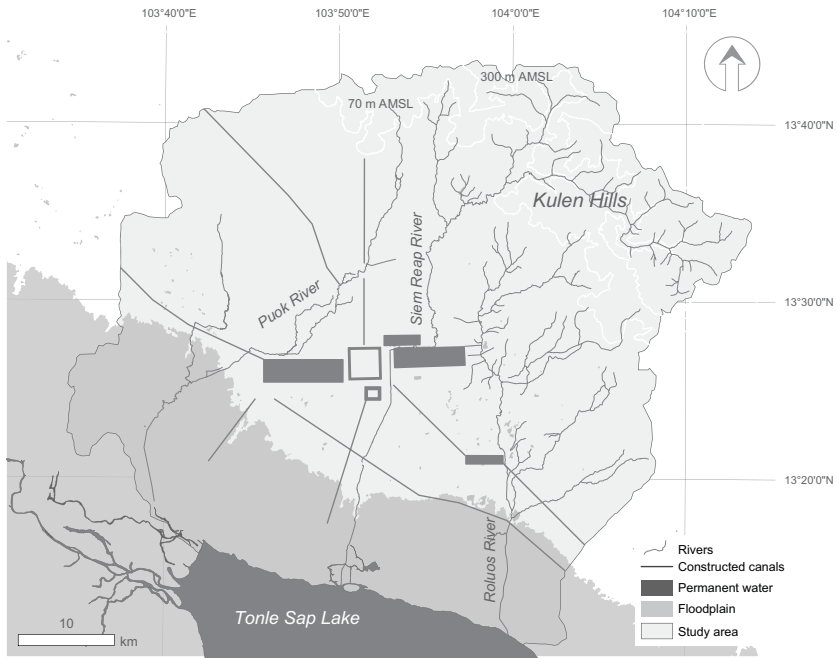 103°40'0"E
103°50'0"E
104°0'0"E
104°10'0"E
300 m AMSL
70 m AMSL
13°40'0"N
Kulen Hills
Siem Reap River
Puok River
13°30'0"N
13°20'0"N
Roluos River
Rivers
Constructed canals
Permanent water
Floodplain
Study area
Tonle Sap Lake
10
km